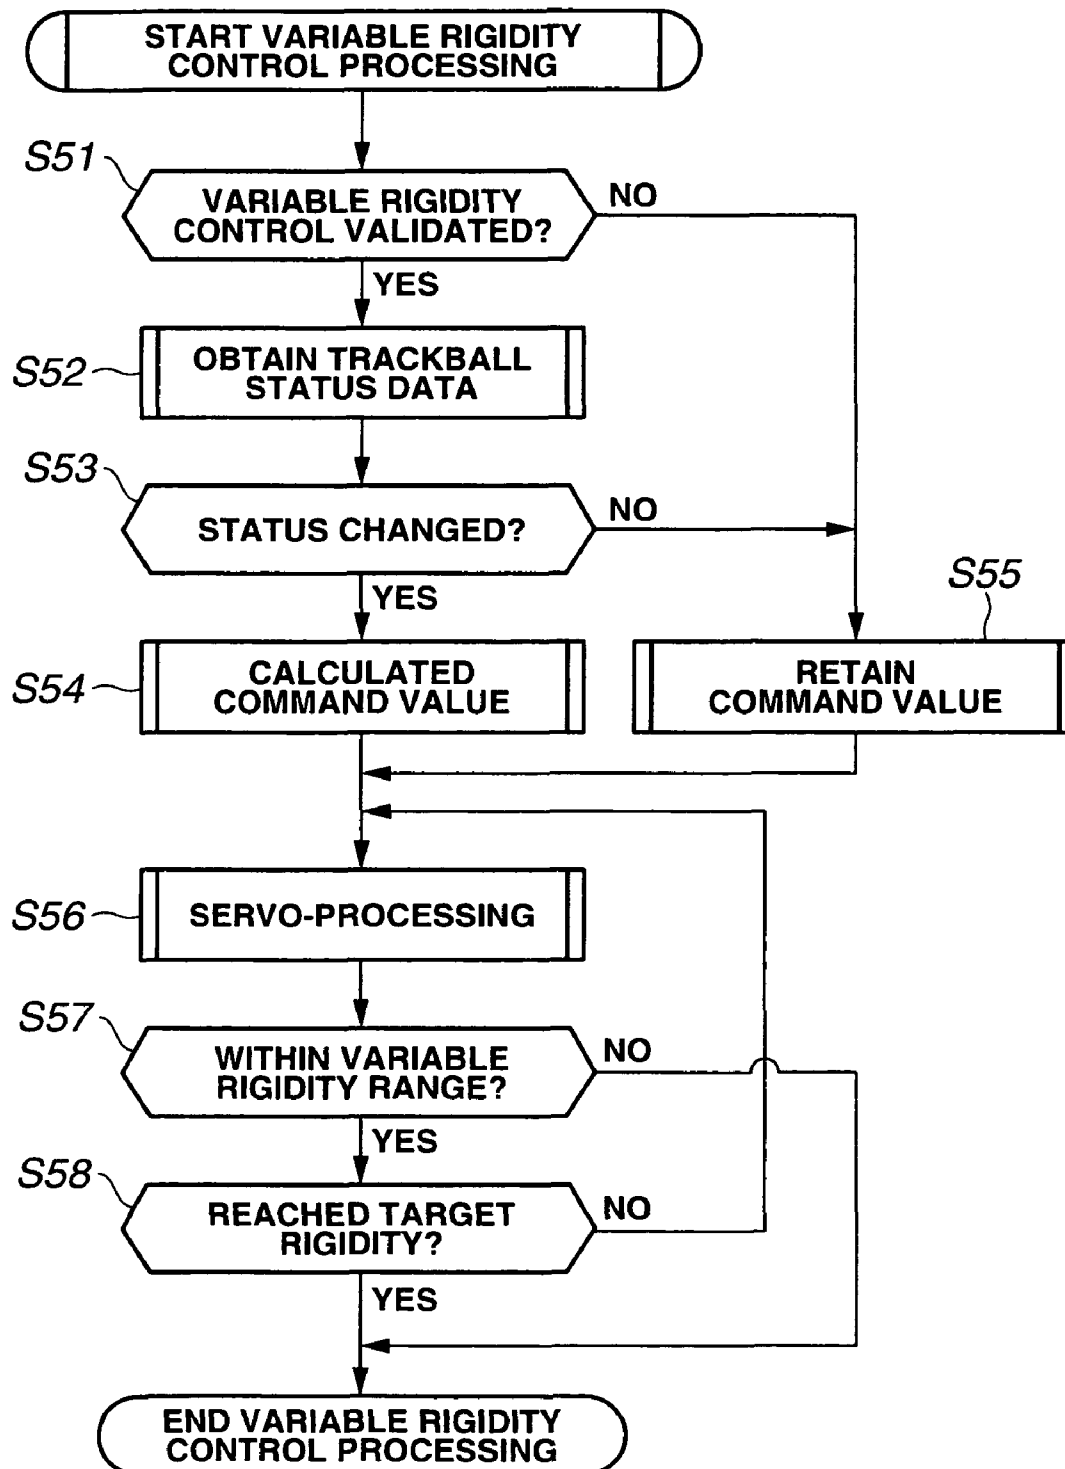 START VARIABLE RIGIDITY
CONTROL PROCESSING
S51
VARIABLE RIGIDITY
CONTROL VALIDATED?
NO
YES
S52
OBTAIN TRACKBALL
STATUS DATA
S53
STATUS CHANGED?
NO
YES
S55
S54
CALCULATED
COMMAND VALUE
RETAIN
COMMAND VALUE
S56
SERVO-PROCESSING
S57
WITHIN VARIABLE
RIGIDITY RANGE?
NO
YES
S58
REACHED TARGET
RIGIDITY?
NO
YES
END VARIABLE RIGIDITY
CONTROL PROCESSING